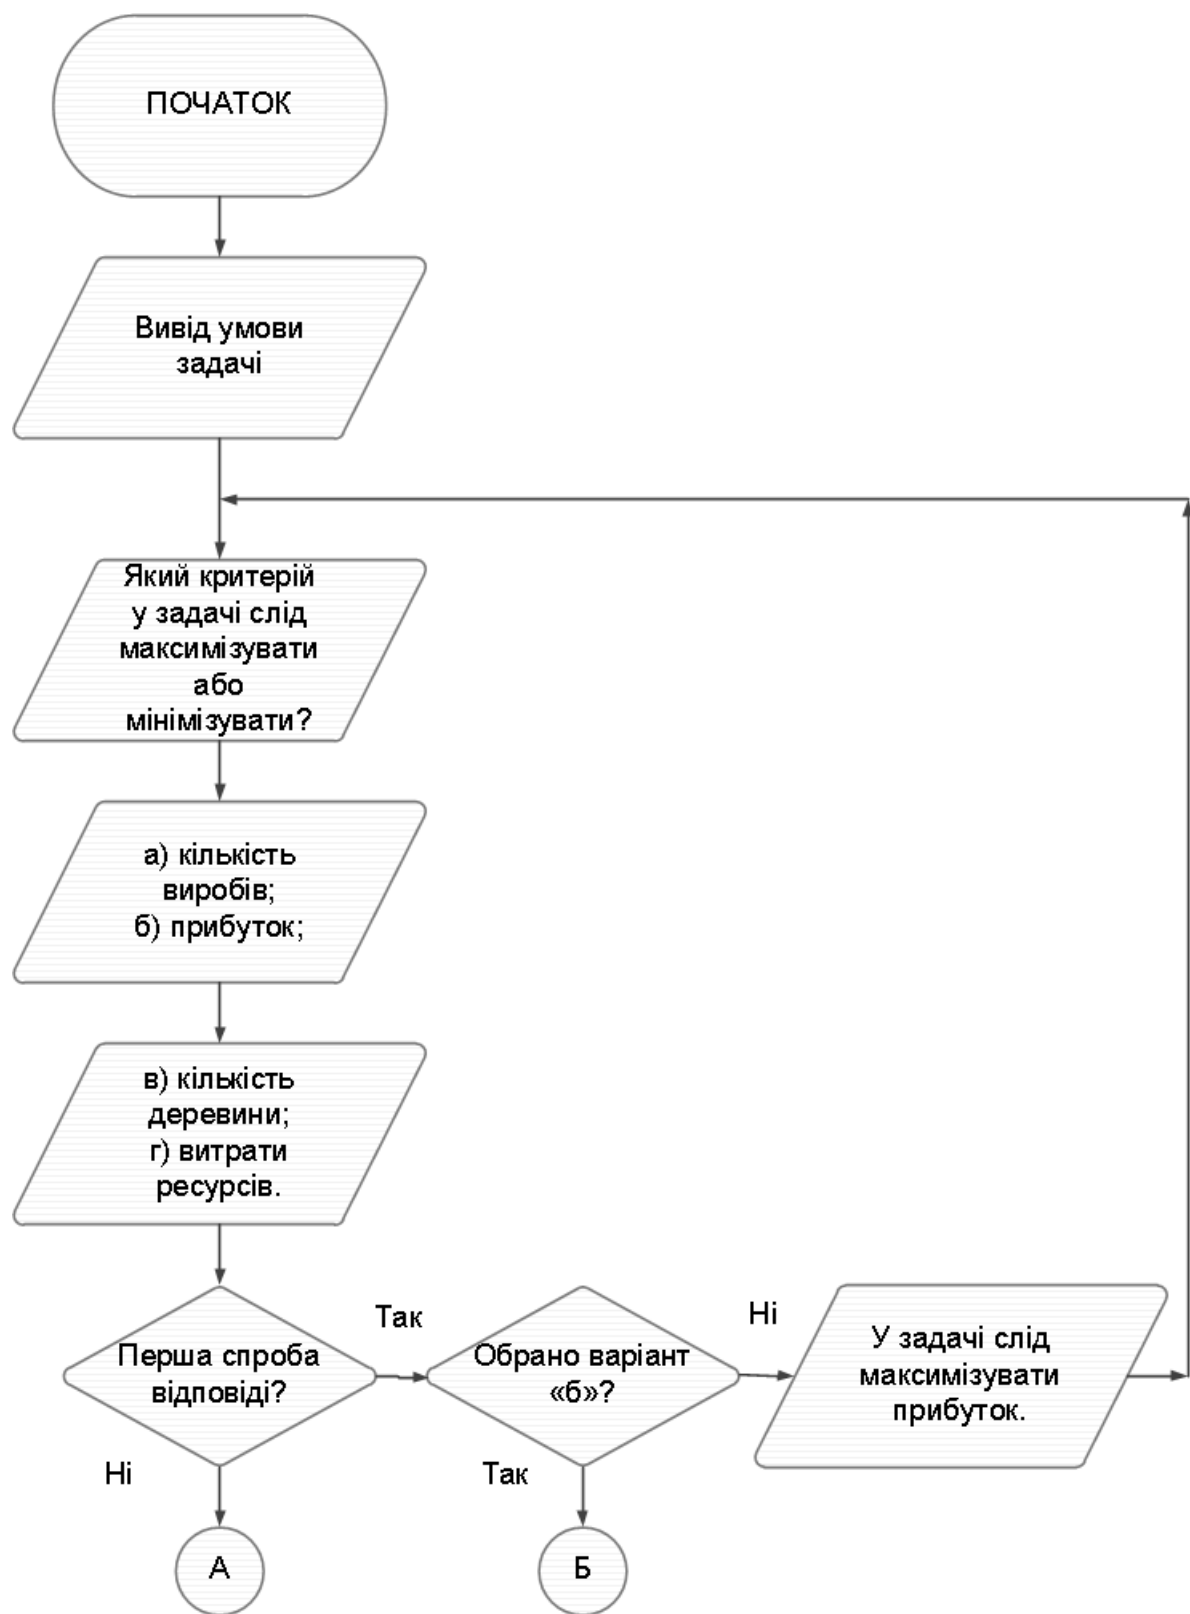 ПОЧАТОК
Вивід умови
задачі
Який критерій
у задачі слід
максимізувати
або
мінімізувати?
а) кількість
виробів;
б) прибуток;
в) кількість
деревини;
г) витрати
ресурсів.
Перша спроба
відповіді?
Так
Обрано варіант
«б»?
Ні
У задачі слід
максимізувати
прибуток.
Ні
Так
А
Б